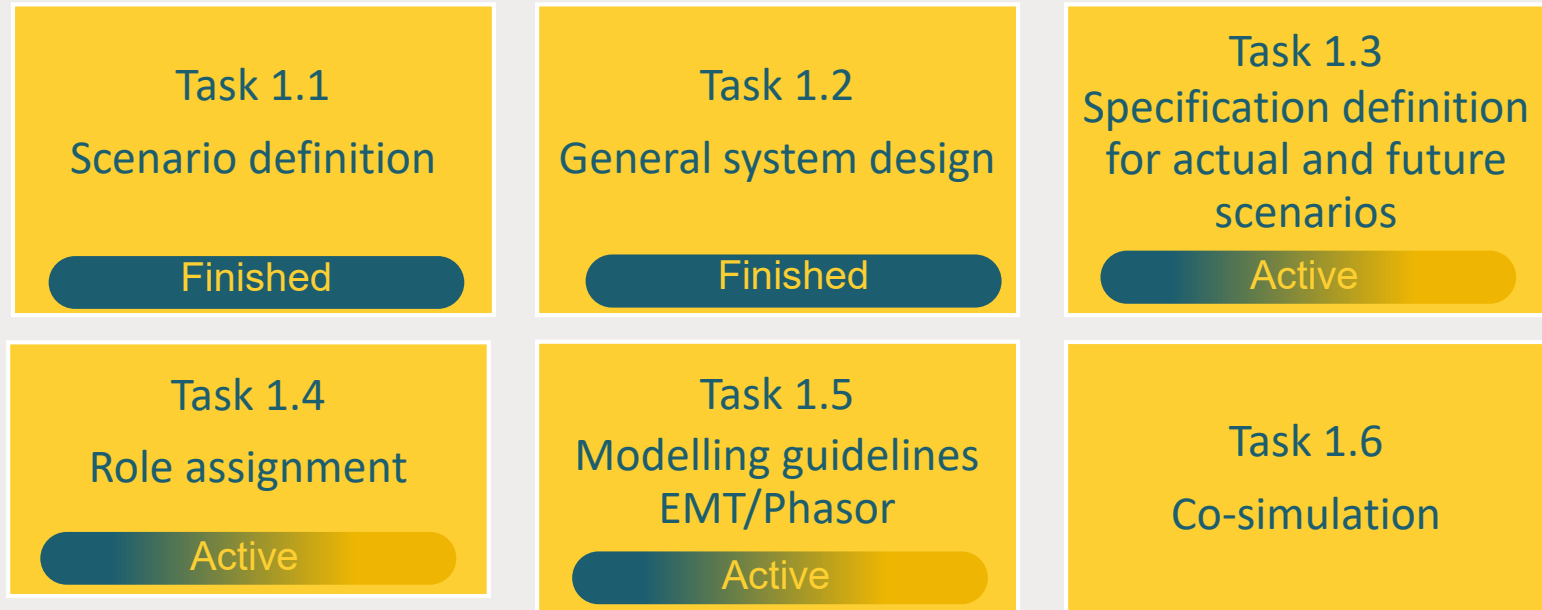 Task 1.1
Scenario definition
Finished
Task 1.2
General system design
Finished
Task 1.3
Specification definition
for actual and future
scenarios
Active
Task 1.4
Role assignment
Active
Task 1.5
Modelling guidelines
EMT/Phasor
Active
Task 1.6
Co-simulation